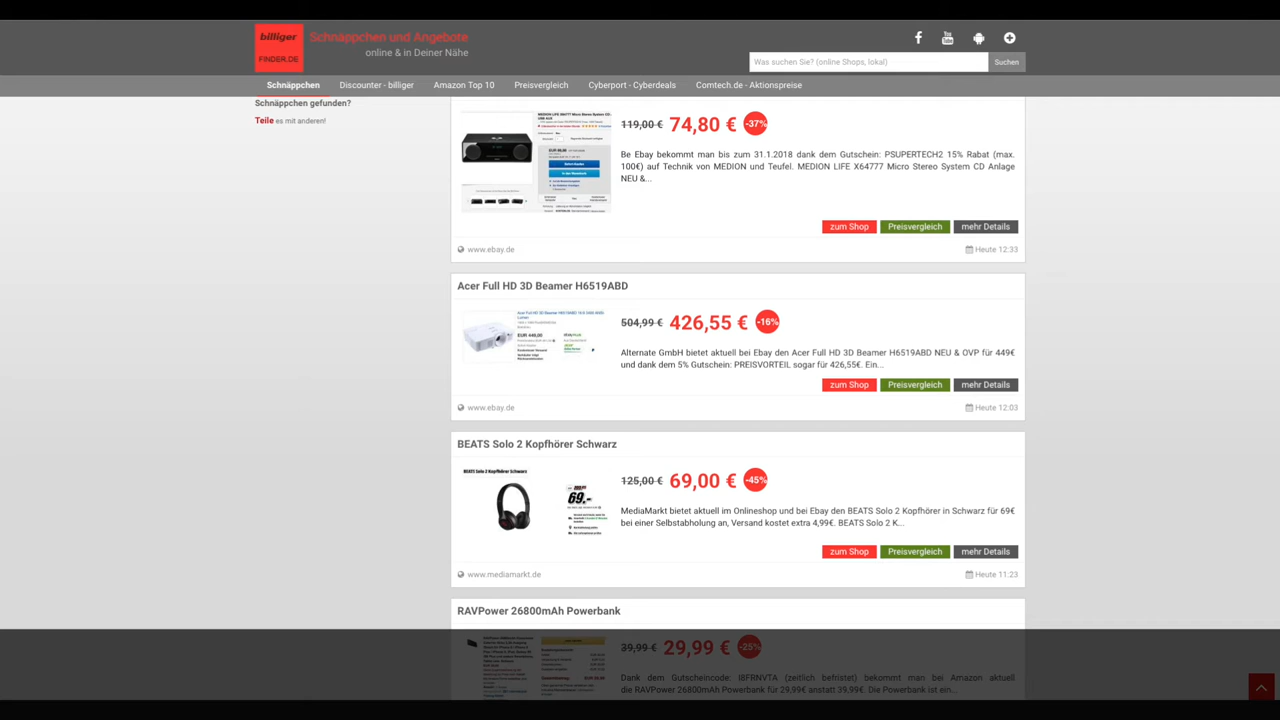 billiger
FINDER.DE
Schnäppchen und Angebote
online & in Deiner Nähe
Was suchen Sie? (online Shops, lokal)
Suchen
Schnäppchen
Discounter - billiger
Amazon Top 10
Preisvergleich
Cyberport - Cyberdeals
Comtech.de - Aktionspreise
Schnäppchen gefunden?
Teile es mit anderen!
119,00 € 74,80 € -37%
Be Ebay bekommt man bis zum 31.1.2018 dank dem Gutschein: PSUPERTECH2 15% Rabat (max.
100€) auf Technik von MEDION und Teufel. MEDION LIFE X64777 Micro Stereo System CD Anlage
NEU &...
zum Shop
Preisvergleich
mehr Details
www.ebay.de
Heute 12:33
Acer Full HD 3D Beamer H6519ABD
504,99 € 426,55 € -16%
Alternate GmbH bietet aktuell bei Ebay den Acer Full HD 3D Beamer H6519ABD NEU & OVP für 449€
und dank dem 5% Gutschein: PREISVORTEIL sogar für 426,55€. Ein...
zum Shop
Preisvergleich
mehr Details
www.ebay.de
Heute 12:03
BEATS Solo 2 Kopfhörer Schwarz
BEATS Solo 2 Kopfhörer Schwarz
69.-
125,00 € 69,00 € -45%
MediaMarkt bietet aktuell im Onlineshop und bei Ebay den BEATS Solo 2 Kopfhörer in Schwarz für 69€
bei einer Selbstabholung an, Versand kostet extra 4,99€. BEATS Solo 2 K...
zum Shop
Preisvergleich
mehr Details
www.mediamarkt.de
Heute 11:23
RAVPower 26800mAh Powerbank
39,99 € 29,99 € -25%
Dank dem Gutscheincode: I8FRNVTA (zeitlich befristet) bekommt man bei Amazon aktuell
die RAVPower 26800mAh Powerbank für 29,99€ anstatt 39,99€. Die Powerbank ist ein...